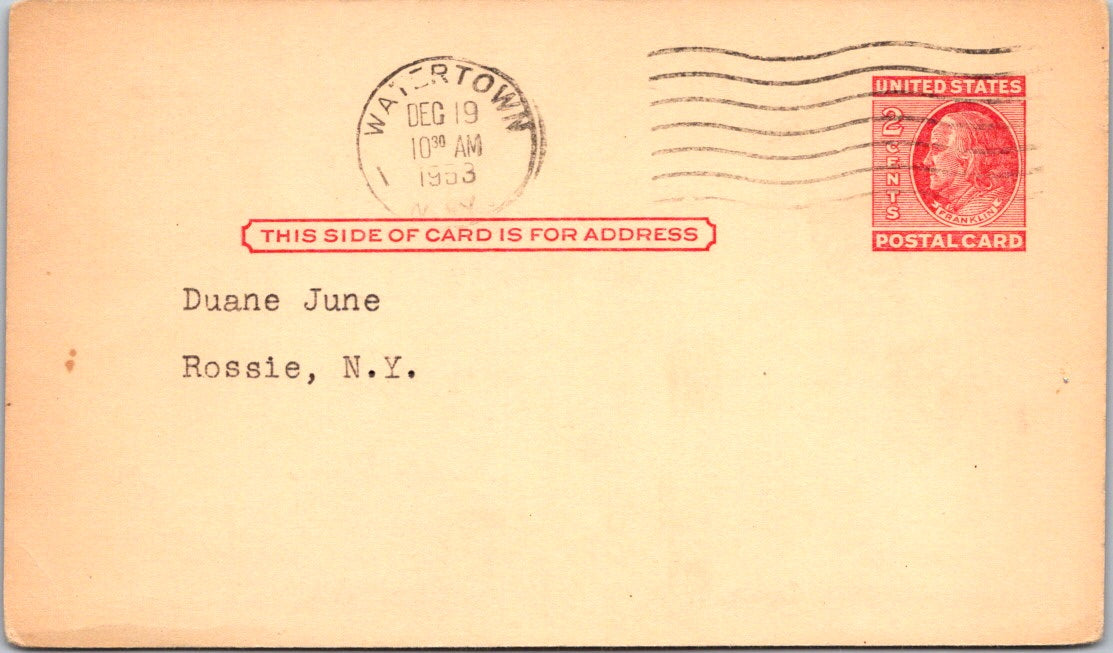 WATERTOWN
DEC 19
10³⁰ AM
1953
N.Y.
UNITED STATES
2 CENTS
FRANKLIN
POSTAL CARD
THIS SIDE OF CARD IS FOR ADDRESS
Duane June
Rossie, N.Y.